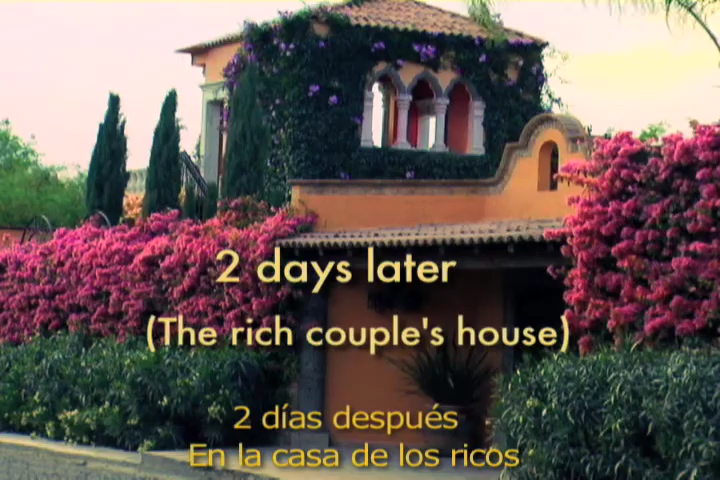 2 days later
(The rich couple's house)
2 días después
En la casa de los ricos